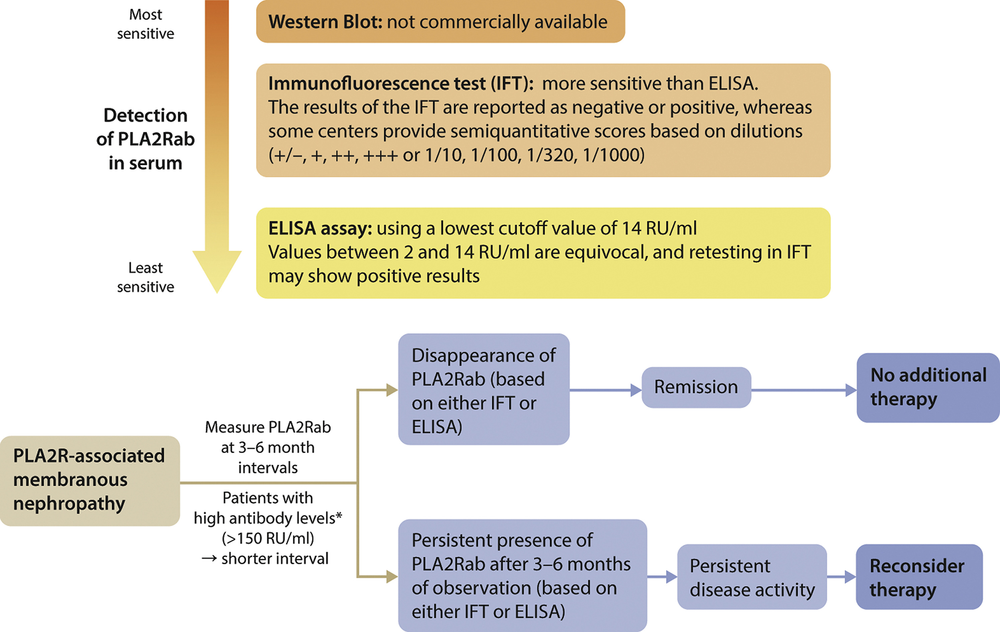 Most
sensitive
Western Blot: not commercially available
Immunofluorescence test (IFT): more sensitive than ELISA.
The results of the IFT are reported as negative or positive, whereas
some centers provide semiquantitative scores based on dilutions
(+/–, +, ++, +++ or 1/10, 1/100, 1/320, 1/1000)
Detection
of PLA2Rab
in serum
ELISA assay: using a lowest cutoff value of 14 RU/ml
Values between 2 and 14 RU/ml are equivocal, and retesting in IFT
may show positive results
Least
sensitive
PLA2R-associated
membranous
nephropathy
Measure PLA2Rab
at 3–6 month
intervals
Patients with
high antibody levels*
(>150 RU/ml)
→ shorter interval
Disappearance of
PLA2Rab (based
on either IFT or
ELISA)
Remission
No additional
therapy
Persistent presence of
PLA2Rab after 3–6 months
of observation (based on
either IFT or ELISA)
Persistent
disease activity
Reconsider
therapy